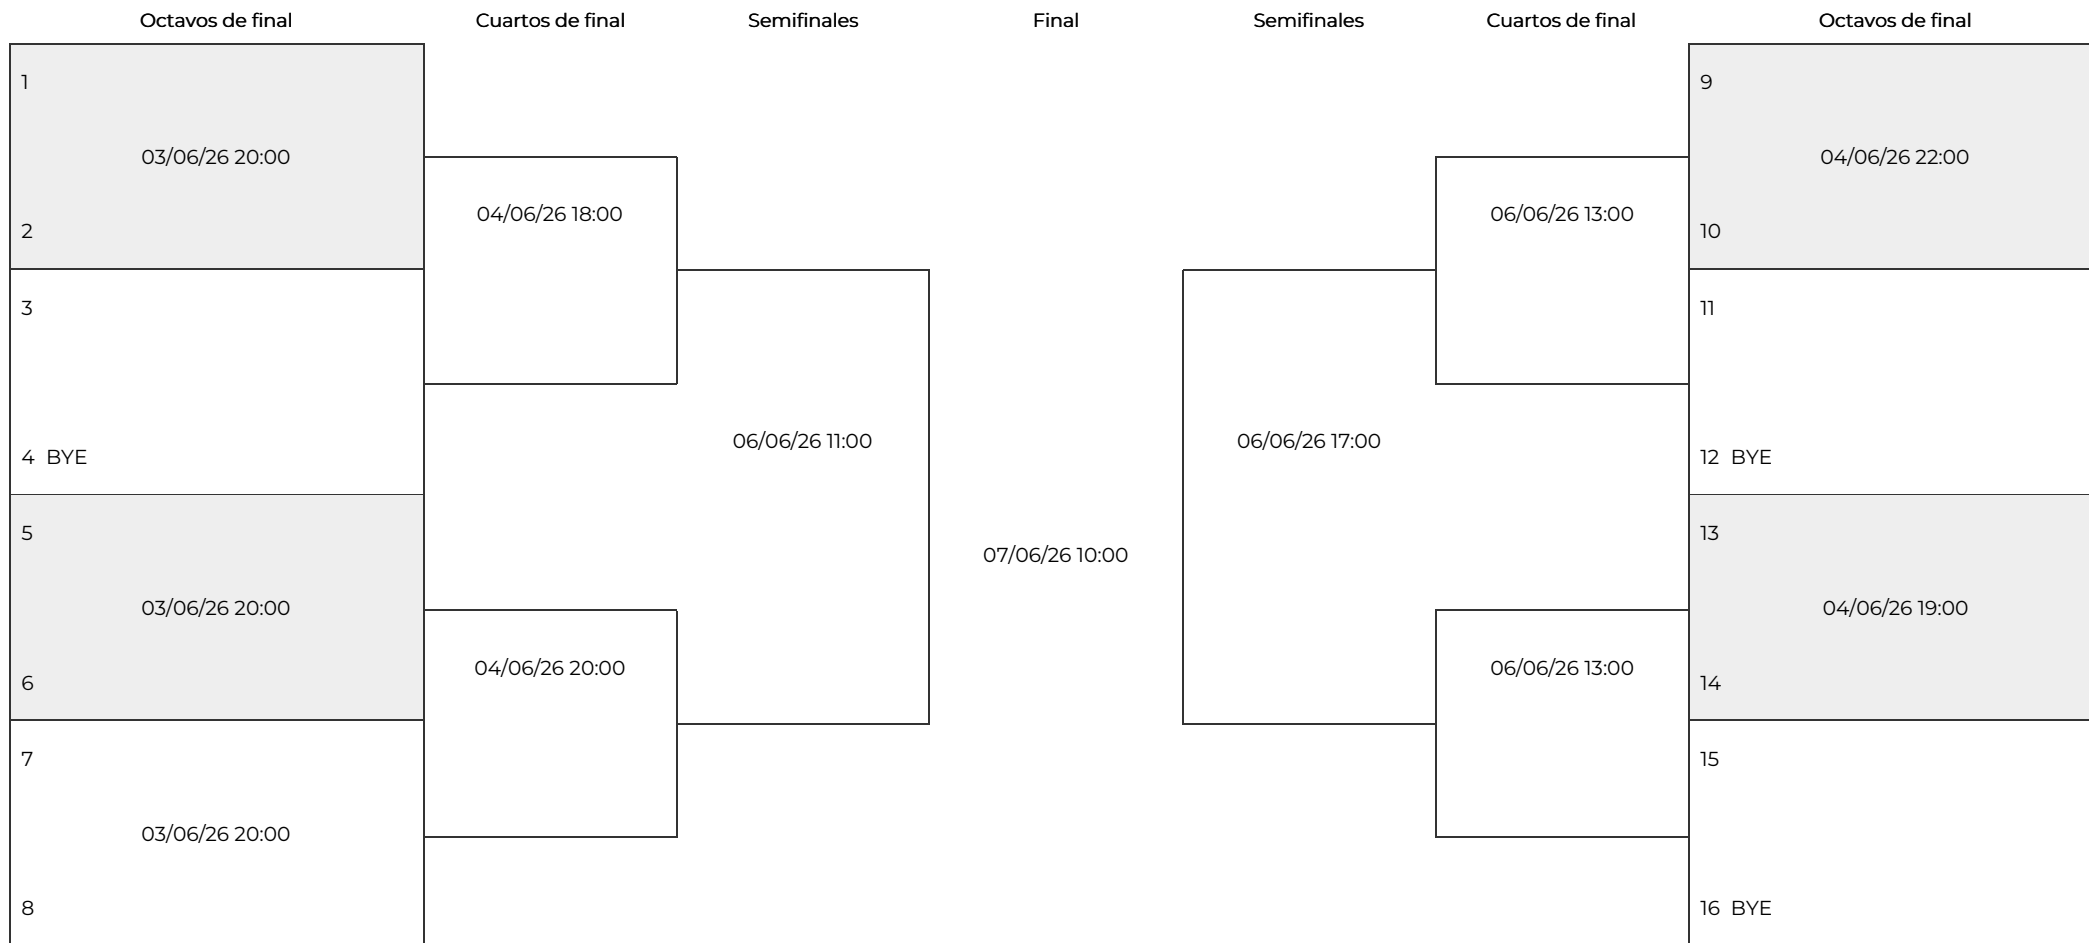 Octavos de final
Cuartos de final
Semifinales
Final
Semifinales
Cuartos de final
Octavos de final
1
03/06/26 20:00
2
3
4 BYE
5
03/06/26 20:00
6
7
03/06/26 20:00
8
04/06/26 18:00
04/06/26 20:00
06/06/26 11:00
07/06/26 10:00
06/06/26 17:00
06/06/26 13:00
06/06/26 13:00
9
04/06/26 22:00
10
11
12 BYE
13
04/06/26 19:00
14
15
16 BYE